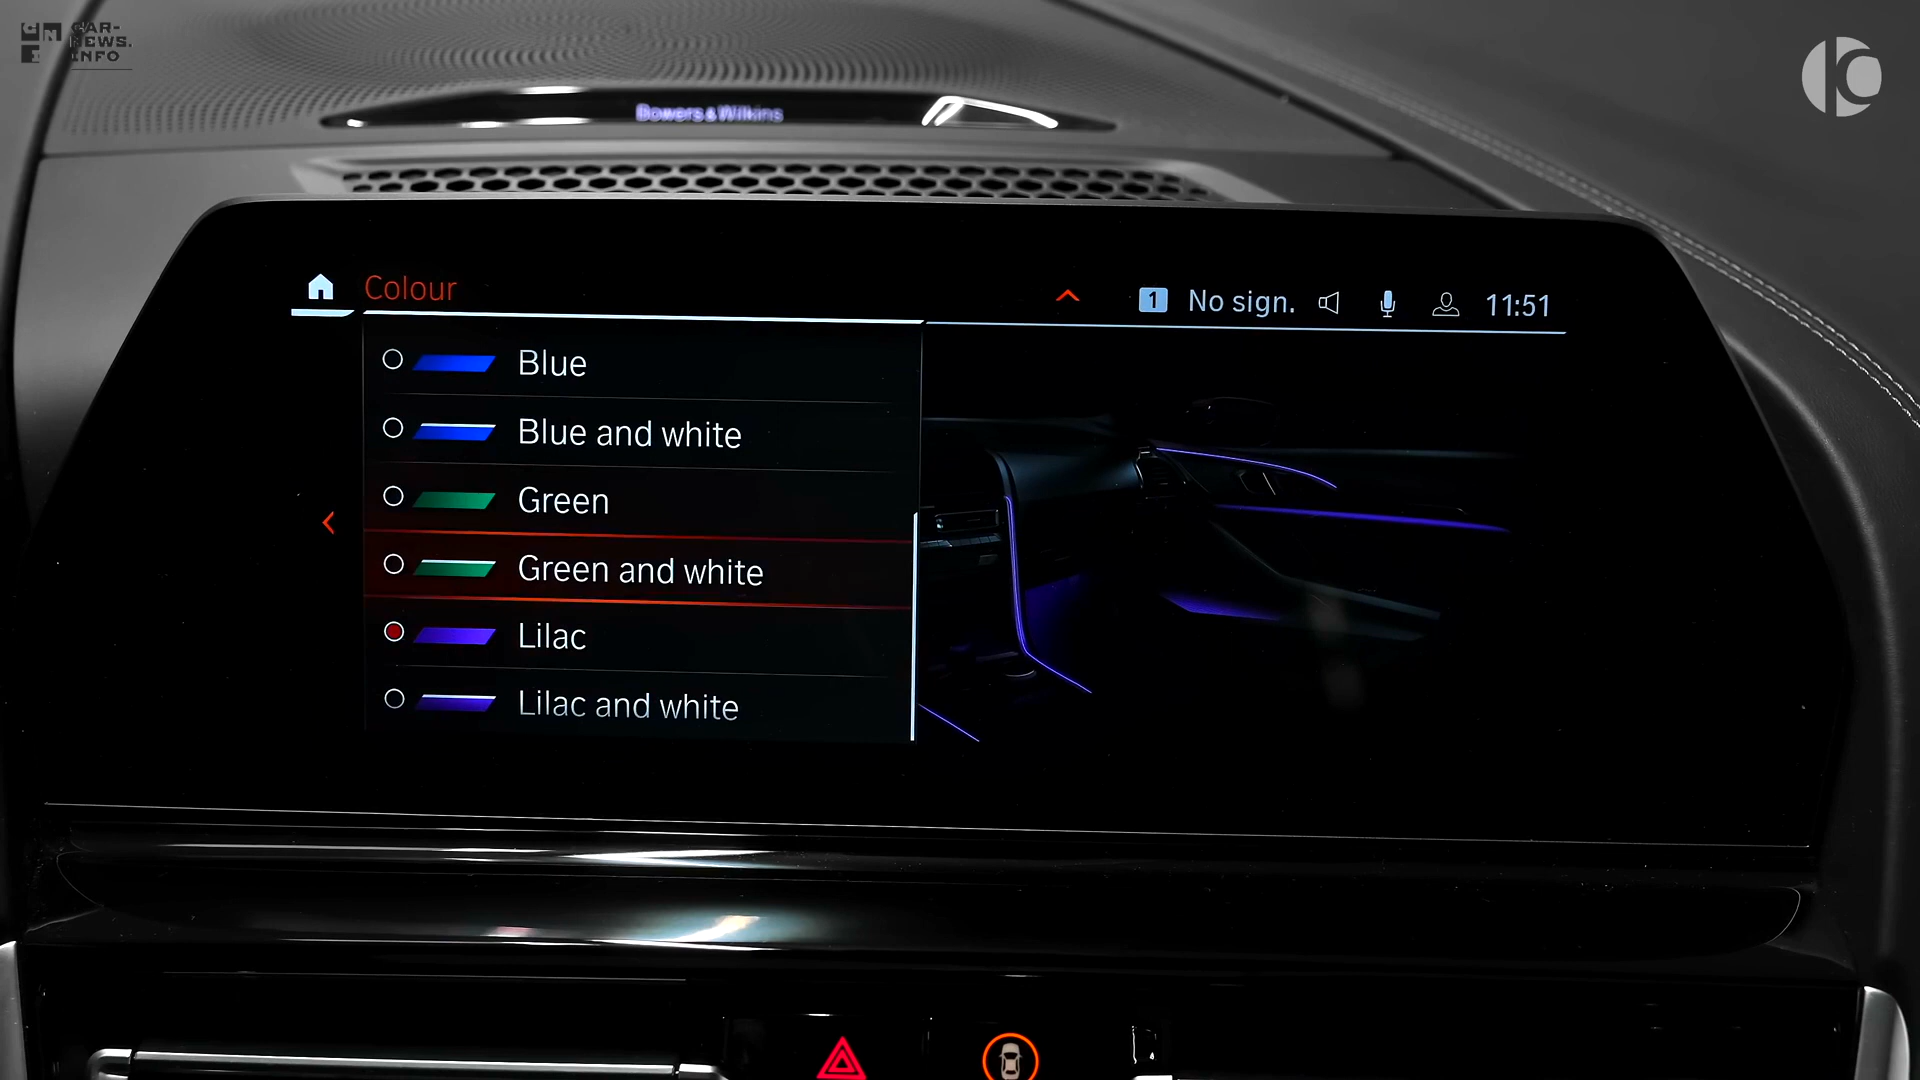 CAR-
NEWS.
INFO
Bowers & Wilkins
Colour
1 No sign. 11:51
Blue
Blue and white
Green
Green and white
Lilac
Lilac and white